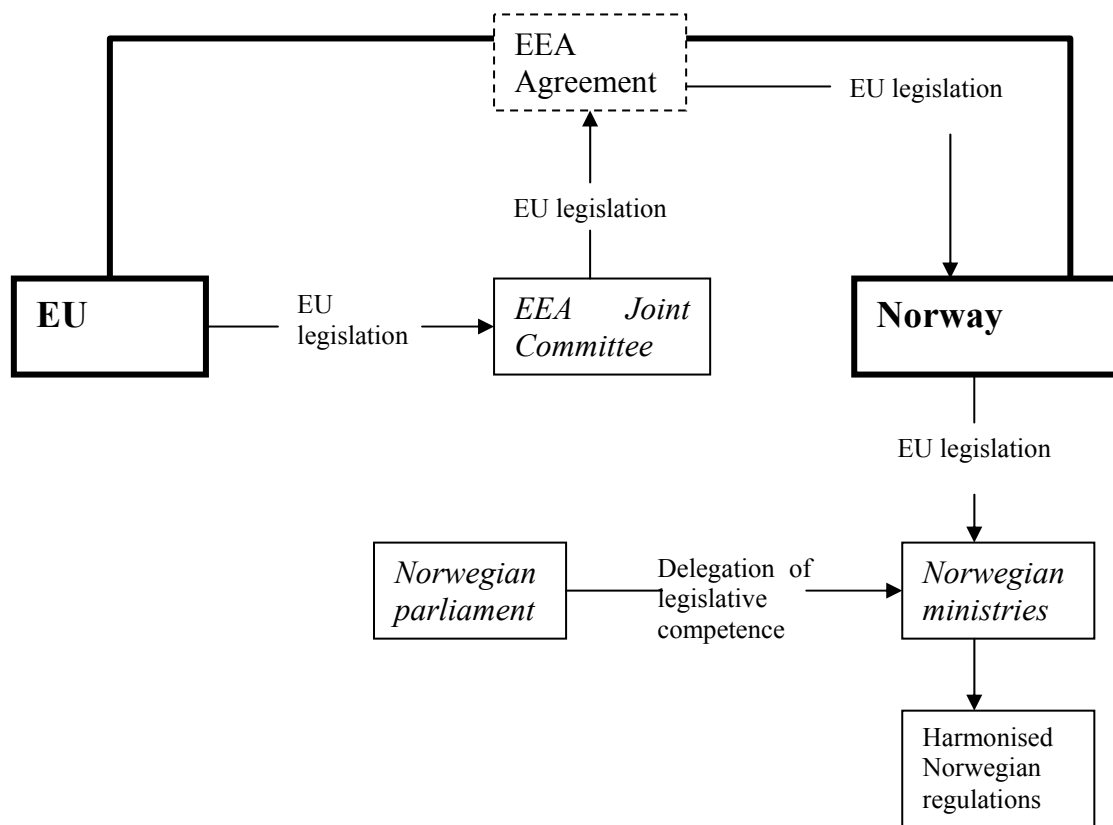 EEA
Agreement
EU legislation
EU legislation
EU
EU
legislation
EEA Joint
Committee
Norway
EU legislation
Norwegian
parliament
Delegation of
legislative
competence
Norwegian
ministries
Harmonised
Norwegian
regulations